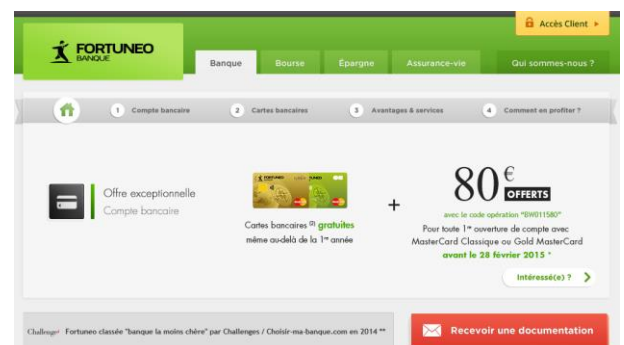 Accès Client
FORTUNEO
BANQUE
Banque
Bourse
Épargne
Assurance-vie
Qui sommes-nous ?
1 Compte bancaire
2 Cartes bancaires
3 Avantages & services
4 Comment en profiter ?
Offre exceptionnelle
Compte bancaire
FORTUNEO
Cartes bancaires (2) gratuites
même au-delà de la 1re année
+
80€
OFFERTS
avec le code opération "BW011580"
Pour toute 1re ouverture de compte avec
MasterCard Classique ou Gold MasterCard
avant le 28 février 2015 *
Intéressé(e) ?
Challenges Fortuneo classée "banque la moins chère" par Challenges / Choisir-ma-banque.com en 2014 **
Recevoir une documentation